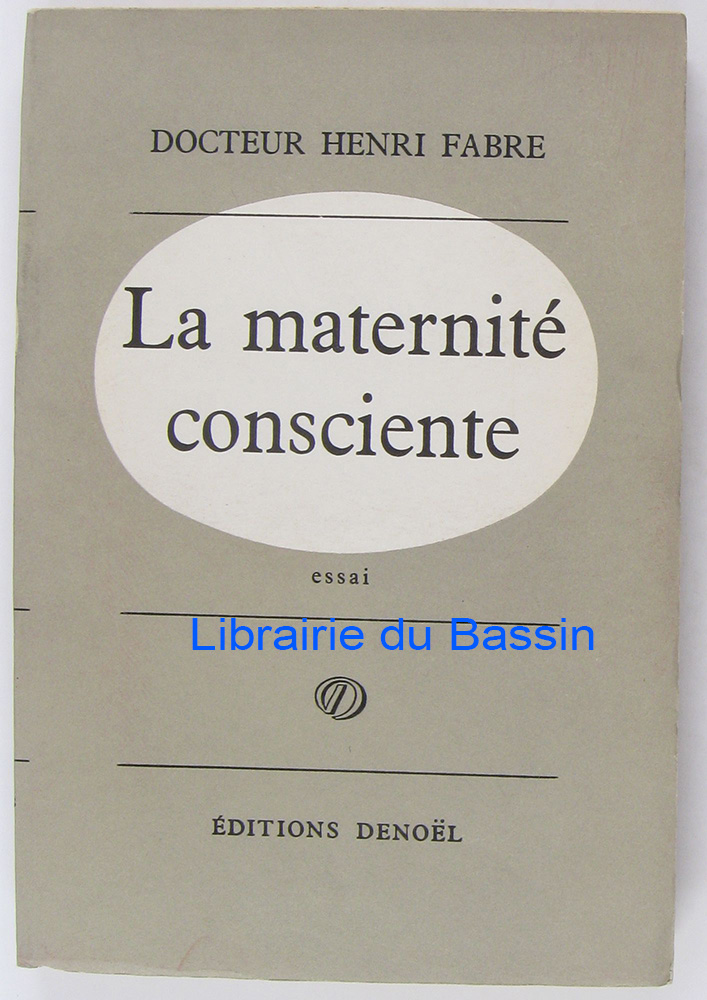 DOCTEUR HENRI FABRE
La maternité
consciente
essai
Librairie du Bassin
ÉDITIONS DENOËL